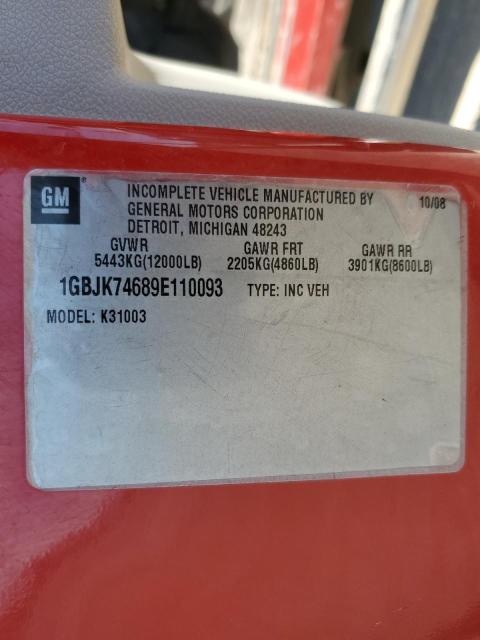 GM ® INCOMPLETE VEHICLE MANUFACTURED BY 10/08
GENERAL MOTORS CORPORATION
DETROIT, MICHIGAN 48243
GVWR GAWR FRT GAWR RR
5443KG(12000LB) 2205KG(4860LB) 3901KG(8600LB)
1GBJK74689E110093 TYPE: INC VEH
MODEL: K31003